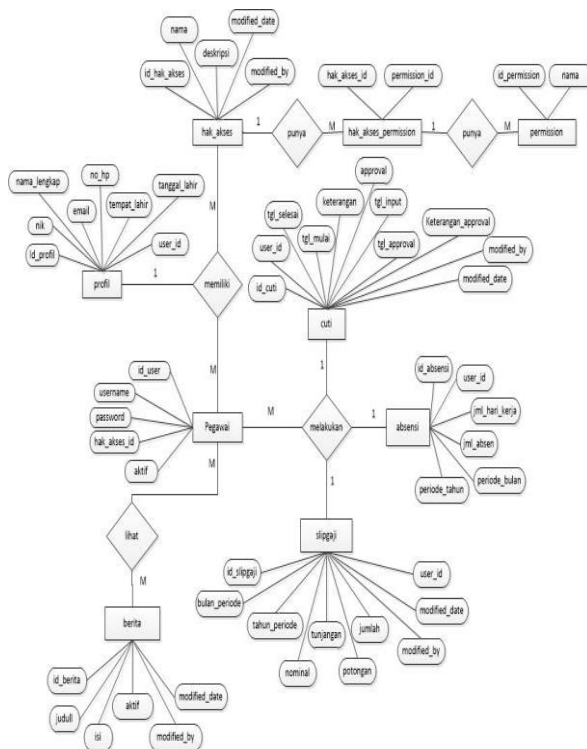 modified_date
nama
deskripsi
id_hak_akses
modified_by
hak_akses_id
permission_id
id_permission
nama
hak_akses
1
punya
M
hak_akses_permission
1
punya
M
permission
M
no_hp
nama_lengkap
tanggal_lahir
email
tempat_lahir
nik
id_profil
user_id
profil
1
memiliki
approval
keterangan
tgl_selesai
tgl_input
Keterangan_approval
tgl_mulai
user_id
tgl_approval
modified_by
modified_date
id_cuti
cuti
M
1
id_user
username
password
hak_akses_id
aktif
Pegawai
M
melakukan
1
absensi
id_absensi
user_id
jml_hari_kerja
jml_absen
periode_bulan
periode_tahun
M
1
lihat
M
slipgaji
id_slipgaji
user_id
bulan_periode
modified_date
tahun_periode
jumlah
tunjangan
modified_by
nominal
potongan
berita
id_berita
modified_date
aktif
judull
isi
modified_by